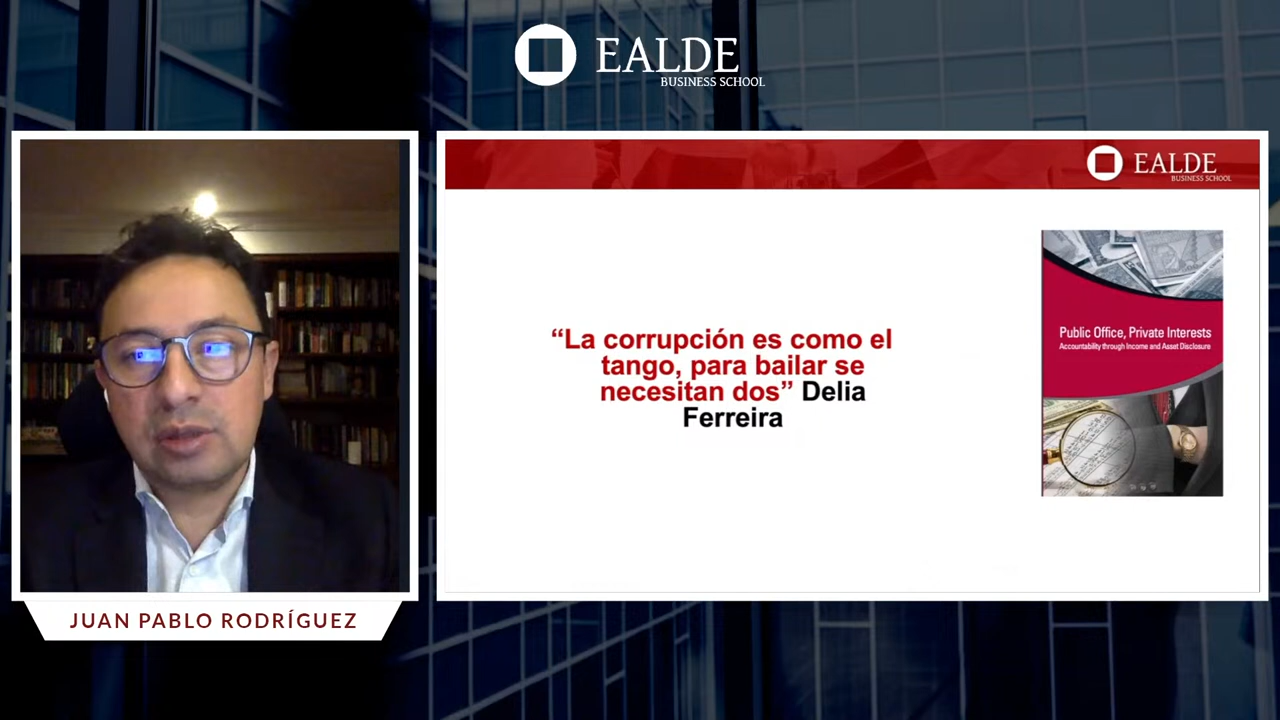 EALDE
BUSINESS SCHOOL
EALDE
BUSINESS SCHOOL
“La corrupción es como el
tango, para bailar se
necesitan dos” Delia
Ferreira
Public Office, Private Interests
Accountability through Income and Asset Disclosure
JUAN PABLO RODRÍGUEZ